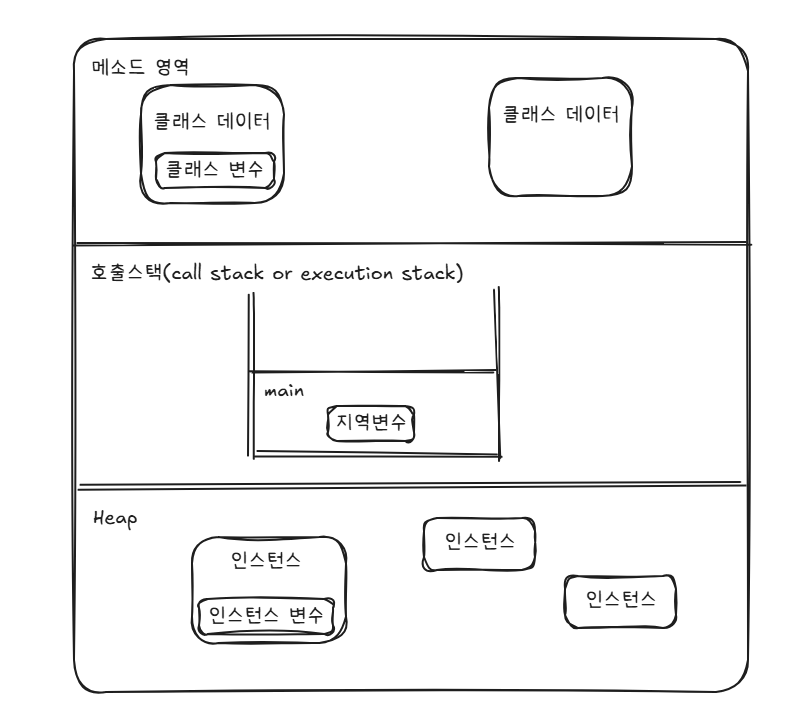 메소드 영역
클래스 데이터
클래스 변수
클래스 데이터
호출스택(call stack or execution stack)
main
지역변수
Heap
인스턴스
인스턴스 변수
인스턴스
인스턴스